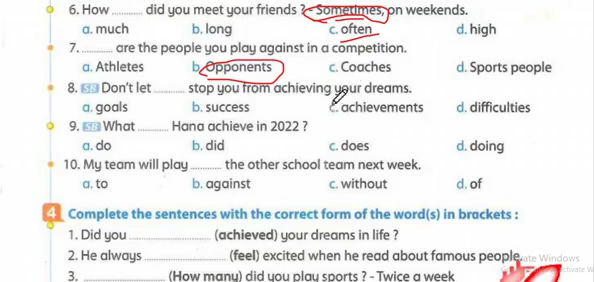 6. How .......... did you meet your friends ? - Sometimes, on weekends.
a. much b. long c. often d. high
7. .......... are the people you play against in a competition.
a. Athletes b. Opponents c. Coaches d. Sports people
8. SB Don't let .......... stop you from achieving your dreams.
a. goals b. success c. achievements d. difficulties
9. SB What .......... Hana achieve in 2022 ?
a. do b. did c. does d. doing
10. My team will play .......... the other school team next week.
a. to b. against c. without d. of
4 Complete the sentences with the correct form of the word(s) in brackets :
1. Did you .................... (achieved) your dreams in life ?
2. He always .................... (feel) excited when he read about famous people.
3. .................... (How many) did you play sports ? - Twice a week